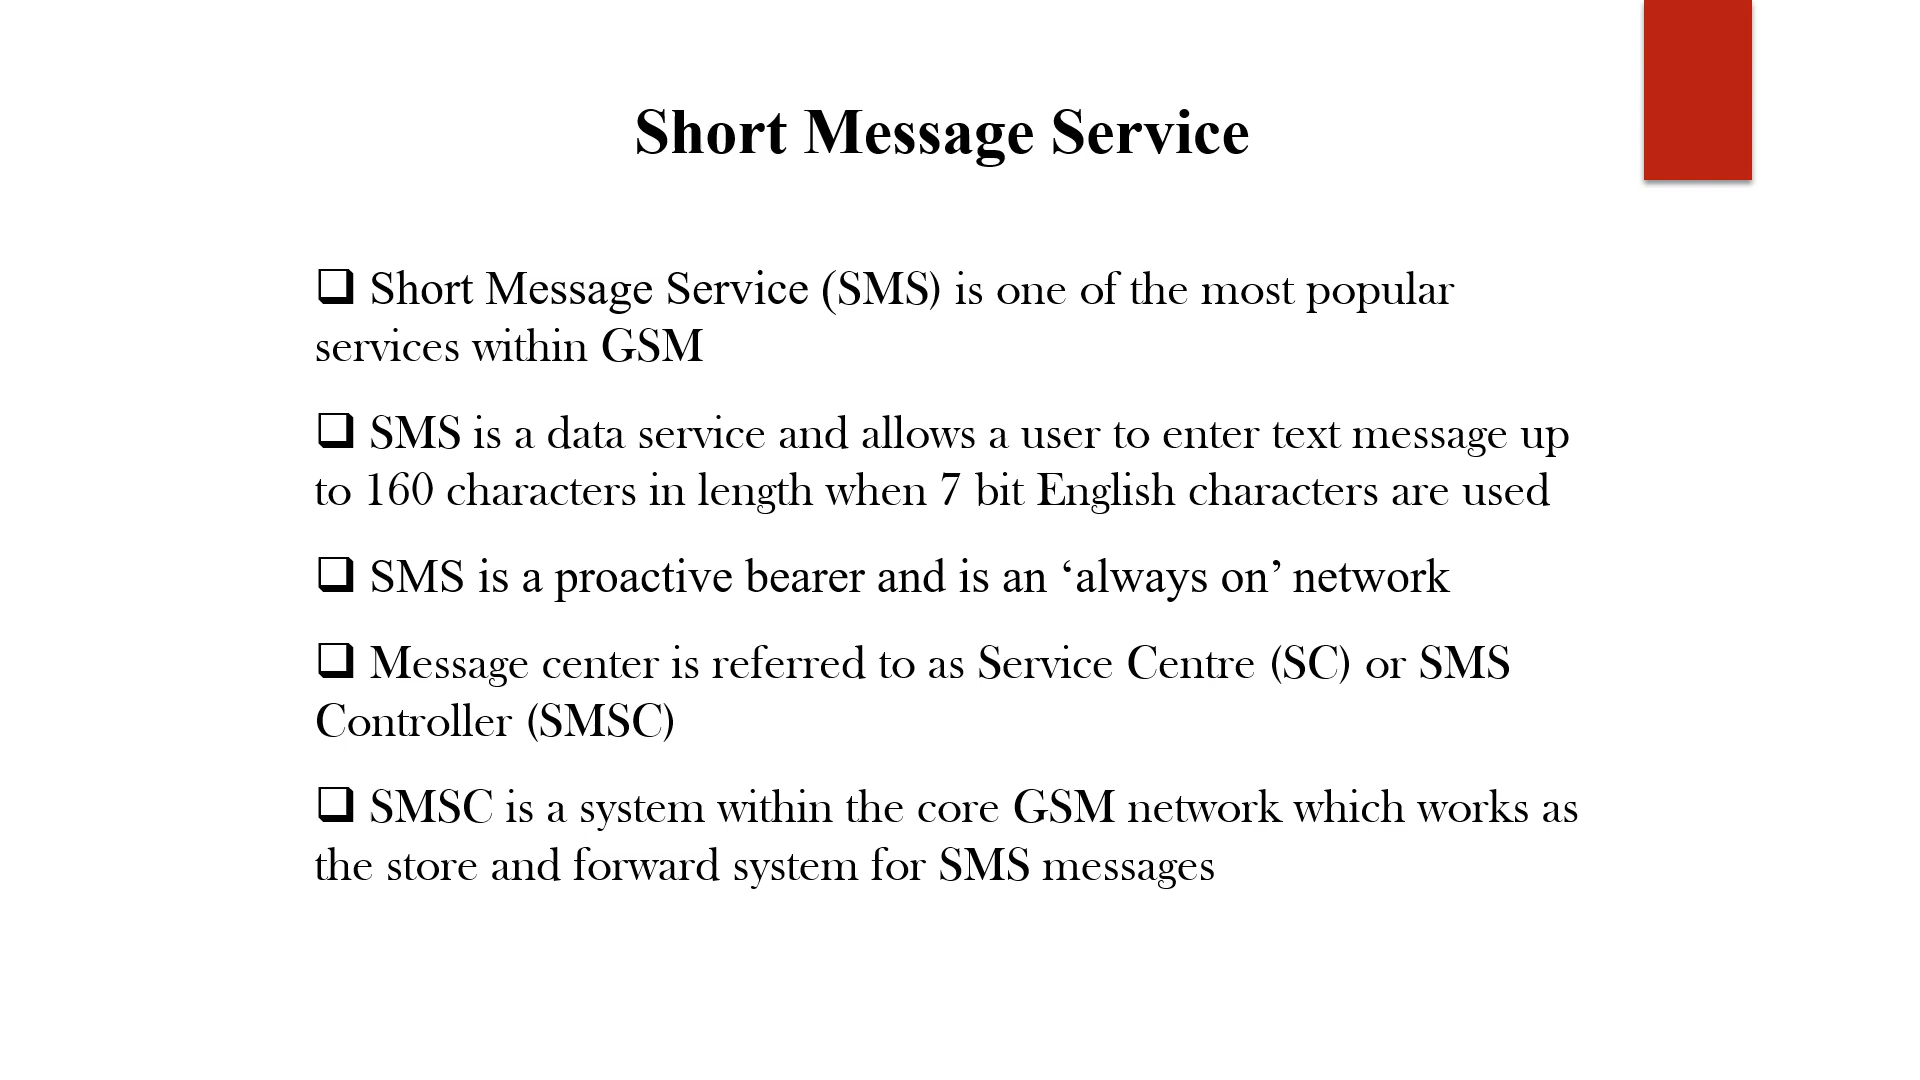 Short Message Service
❑ Short Message Service (SMS) is one of the most popular
services within GSM
❑ SMS is a data service and allows a user to enter text message up
to 160 characters in length when 7 bit English characters are used
❑ SMS is a proactive bearer and is an ‘always on’ network
❑ Message center is referred to as Service Centre (SC) or SMS
Controller (SMSC)
❑ SMSC is a system within the core GSM network which works as
the store and forward system for SMS messages